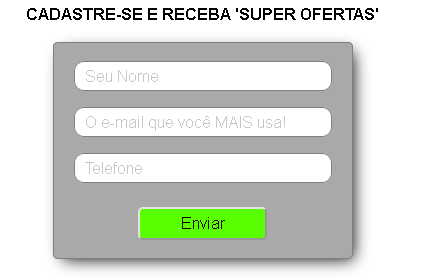 CADASTRE-SE E RECEBA 'SUPER OFERTAS'
Seu Nome
O e-mail que você MAIS usa!
Telefone
Enviar